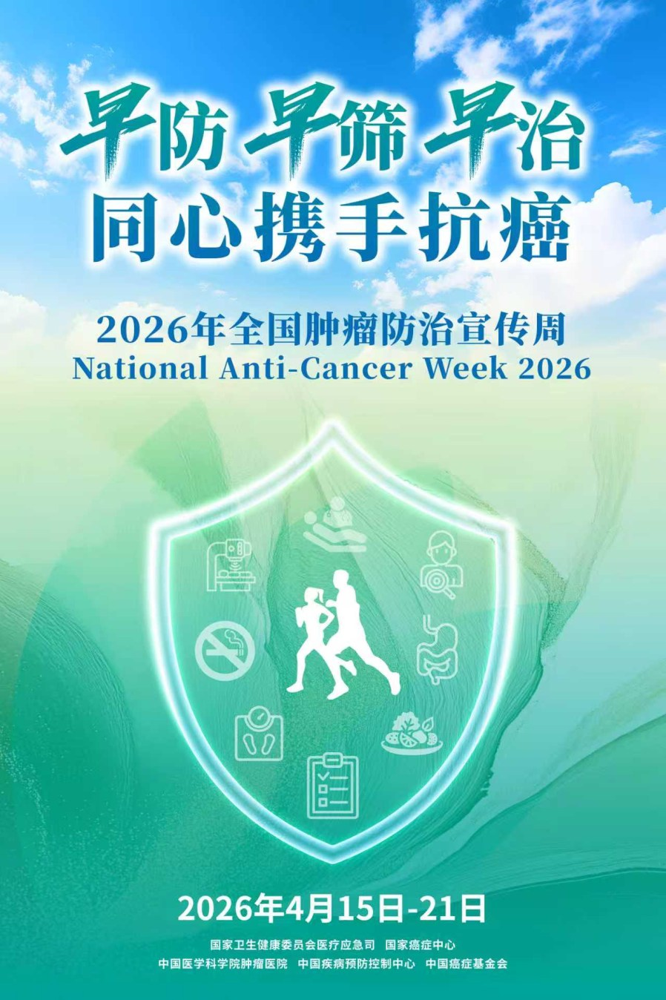 早防 早筛 早治
同心携手抗癌
2026年全国肿瘤防治宣传周
National Anti-Cancer Week 2026
2026年4月15日-21日
国家卫生健康委员会医疗应急司 国家癌症中心
中国医学科学院肿瘤医院 中国疾病预防控制中心 中国癌症基金会